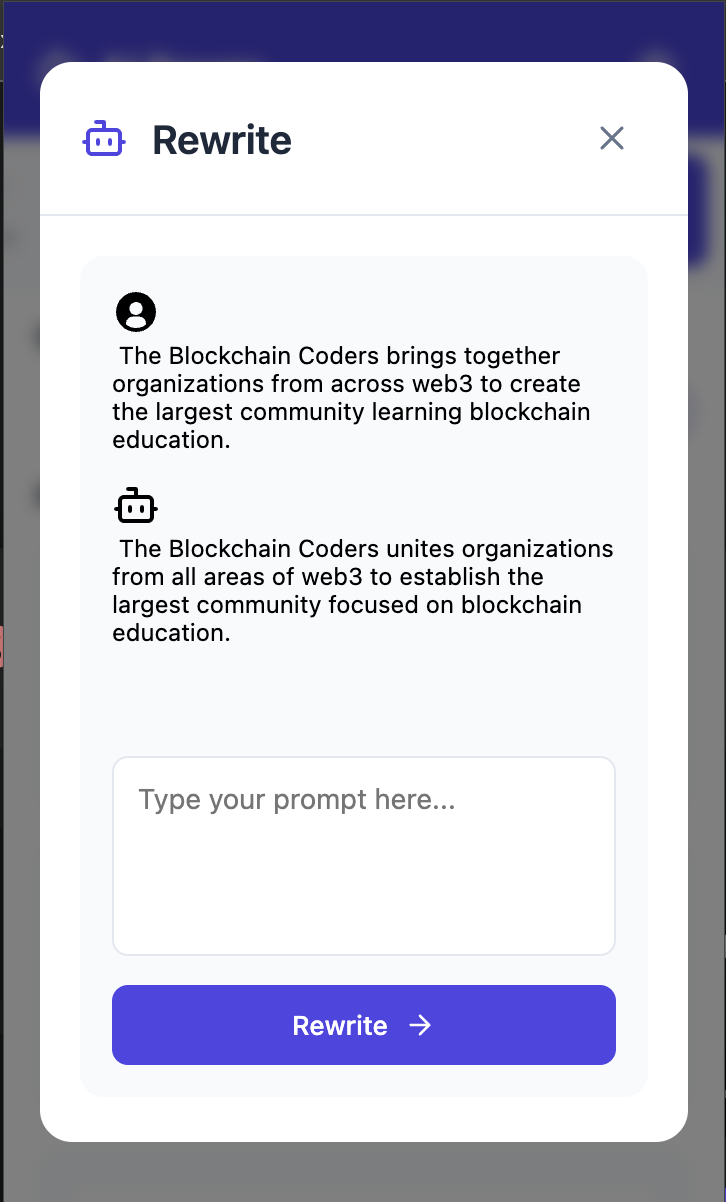 Rewrite
The Blockchain Coders brings together
organizations from across web3 to create
the largest community learning blockchain
education.
The Blockchain Coders unites organizations
from all areas of web3 to establish the
largest community focused on blockchain
education.
Type your prompt here...
Rewrite